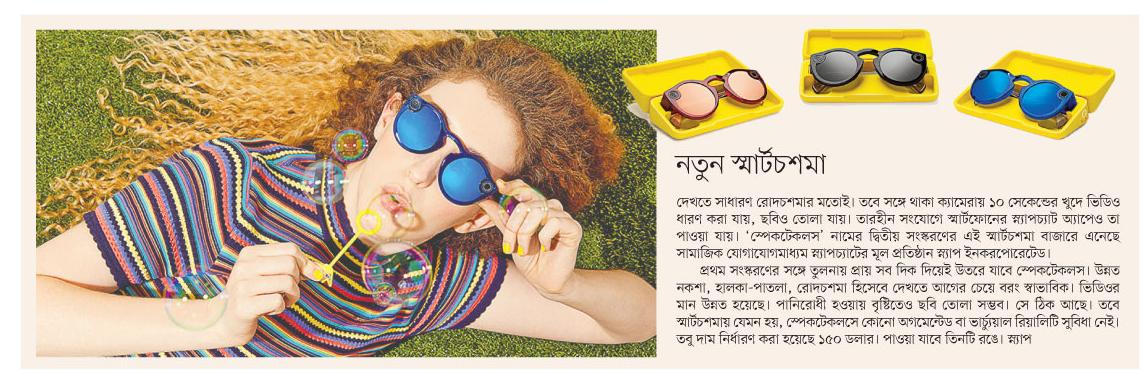 নতুন স্মার্টচশমা
দেখতে সাধারণ রোদচশমার মতোই। তবে সঙ্গে থাকা ক্যামেরায় ১০ সেকেন্ডের খুদে ভিডিও
ধারণ করা যায়, ছবিও তোলা যায়। তারহীন সংযোগে স্মার্টফোনের স্ন্যাপচ্যাট অ্যাপেও তা
পাওয়া যায়। ‘স্পেকটেকলস’ নামের দ্বিতীয় সংস্করণের এই স্মার্টচশমা বাজারে এনেছে
সামাজিক যোগাযোগমাধ্যম স্ন্যাপচ্যাটের মূল প্রতিষ্ঠান স্ন্যাপ ইনকরপোরেটেড।
প্রথম সংস্করণের সঙ্গে তুলনায় প্রায় সব দিক দিয়েই উতরে যাবে স্পেকটেকলস। উন্নত
নকশা, হালকা-পাতলা, রোদচশমা হিসেবে দেখতে আগের চেয়ে বরং স্বাভাবিক। ভিডিওর
মান উন্নত হয়েছে। পানিরোধী হওয়ায় বৃষ্টিতেও ছবি তোলা সম্ভব। সে ঠিক আছে। তবে
স্মার্টচশমায় যেমন হয়, স্পেকটেকলসে কোনো অগমেন্টেড বা ভার্চ্যুয়াল রিয়ালিটি সুবিধা নেই।
তবু দাম নির্ধারণ করা হয়েছে ১৫০ ডলার। পাওয়া যাবে তিনটি রঙে। স্ন্যাপ